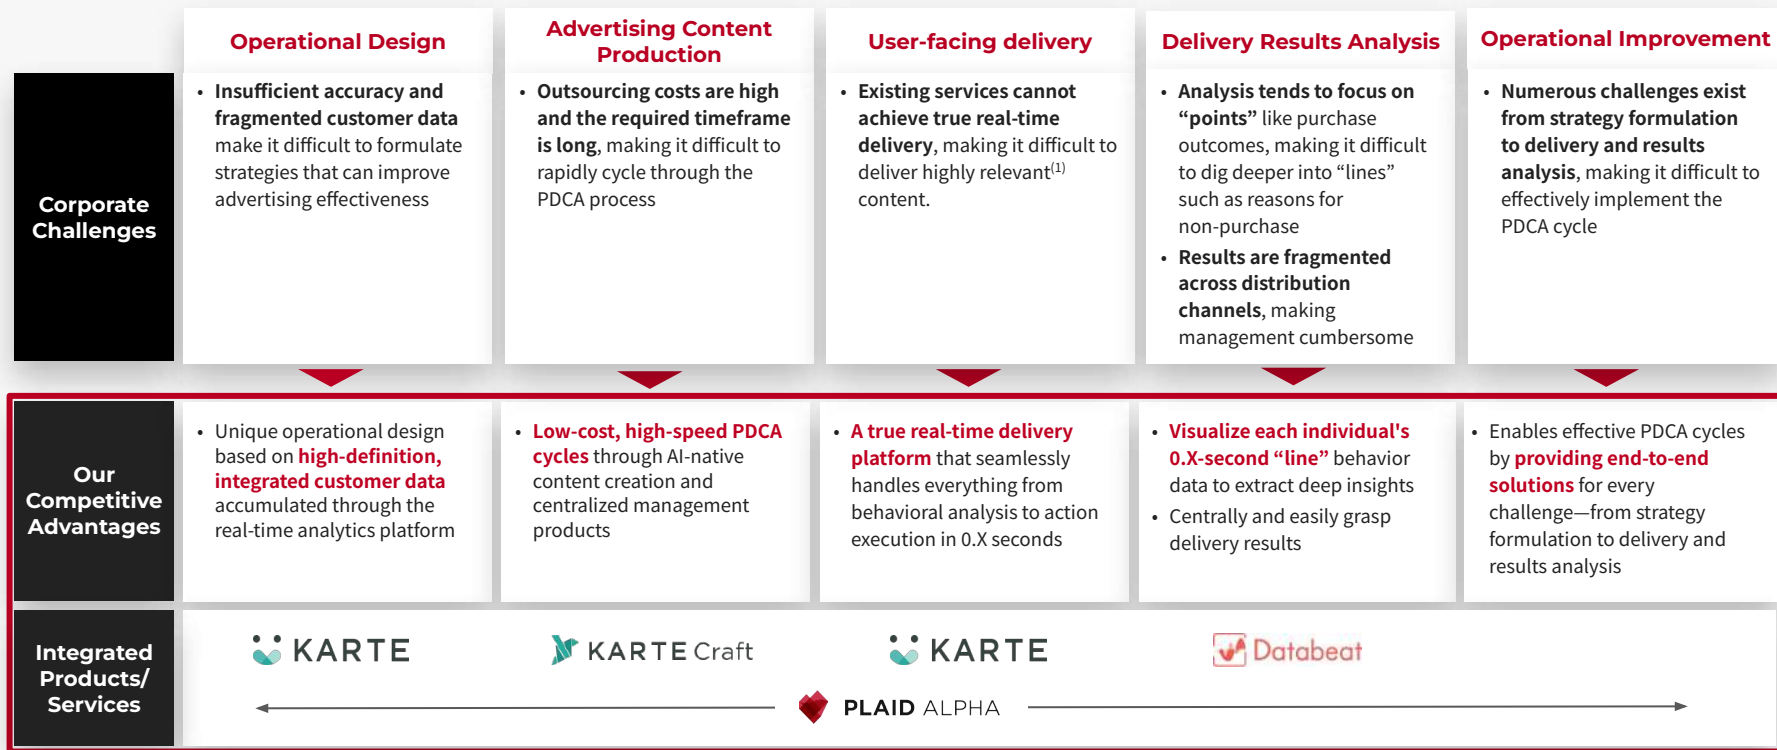 Operational Design
Advertising Content
Production
User-facing delivery
Delivery Results Analysis
Operational Improvement
Corporate
Challenges
• Insufficient accuracy and
fragmented customer data
make it difficult to formulate
strategies that can improve
advertising effectiveness
• Outsourcing costs are high
and the required timeframe
is long, making it difficult to
rapidly cycle through the
PDCA process
• Existing services cannot
achieve true real-time
delivery, making it difficult to
deliver highly relevant(1)
content.
• Analysis tends to focus on
“points” like purchase
outcomes, making it difficult
to dig deeper into “lines”
such as reasons for
non-purchase
• Results are fragmented
across distribution
channels, making
management cumbersome
• Numerous challenges exist
from strategy formulation
to delivery and results
analysis, making it difficult to
effectively implement the
PDCA cycle
Our
Competitive
Advantages
• Unique operational design
based on high-definition,
integrated customer data
accumulated through the
real-time analytics platform
• Low-cost, high-speed PDCA
cycles through AI-native
content creation and
centralized management
products
• A true real-time delivery
platform that seamlessly
handles everything from
behavioral analysis to action
execution in 0.X seconds
• Visualize each individual's
0.X-second “line” behavior
data to extract deep insights
• Centrally and easily grasp
delivery results
• Enables effective PDCA cycles
by providing end-to-end
solutions for every
challenge—from strategy
formulation to delivery and
results analysis
Integrated
Products/
Services
KARTE
KARTE Craft
KARTE
Databeat
PLAID ALPHA